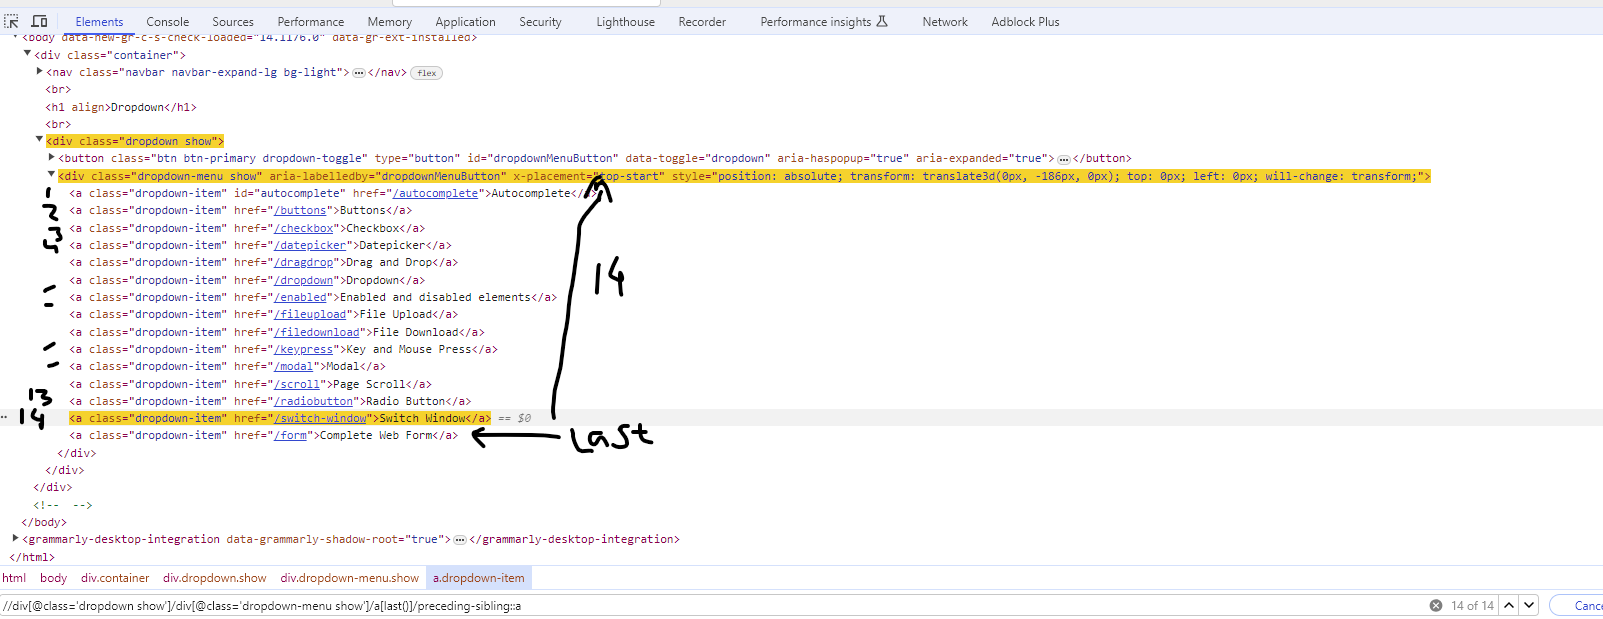 Elements Console Sources Performance Memory Application Security Lighthouse Recorder Performance insights Network Adblock Plus
<body data-new-gr-c-s-check-loaded="14.1176.0" data-gr-ext-installed>
<div class="container">
<nav class="navbar navbar-expand-lg bg-light"> ⋯ </nav> flex
<br>
<h1 align>Dropdown</h1>
<br>
<div class="dropdown show">
<button class="btn btn-primary dropdown-toggle" type="button" id="dropdownMenuButton" data-toggle="dropdown" aria-haspopup="true" aria-expanded="true"> ⋯ </button>
<div class="dropdown-menu show" aria-labelledby="dropdownMenuButton" x-placement="top-start" style="position: absolute; transform: translate3d(0px, -186px, 0px); top: 0px; left: 0px; will-change: transform;">
1 <a class="dropdown-item" id="autocomplete" href="/autocomplete">Autocomplete</a>
2 <a class="dropdown-item" href="/buttons">Buttons</a>
3 <a class="dropdown-item" href="/checkbox">Checkbox</a>
4 <a class="dropdown-item" href="/datepicker">Datepicker</a>
<a class="dropdown-item" href="/dragdrop">Drag and Drop</a>
<a class="dropdown-item" href="/dropdown">Dropdown</a> 14
<a class="dropdown-item" href="/enabled">Enabled and disabled elements</a>
<a class="dropdown-item" href="/fileupload">File Upload</a>
<a class="dropdown-item" href="/filedownload">File Download</a>
<a class="dropdown-item" href="/keypress">Key and Mouse Press</a>
<a class="dropdown-item" href="/modal">Modal</a>
<a class="dropdown-item" href="/scroll">Page Scroll</a>
13 <a class="dropdown-item" href="/radiobutton">Radio Button</a>
14 <a class="dropdown-item" href="/switch-window">Switch Window</a> == $0
<a class="dropdown-item" href="/form">Complete Web Form</a> Last
</div>
</div>
</div>
<!-- -->
</body>
<grammarly-desktop-integration data-grammarly-shadow-root="true"> ⋯ </grammarly-desktop-integration>
</html>
html body div.container div.dropdown.show div.dropdown-menu.show a.dropdown-item
//div[@class='dropdown show']/div[@class='dropdown-menu show']/a[last()]/preceding-sibling::a 14 of 14